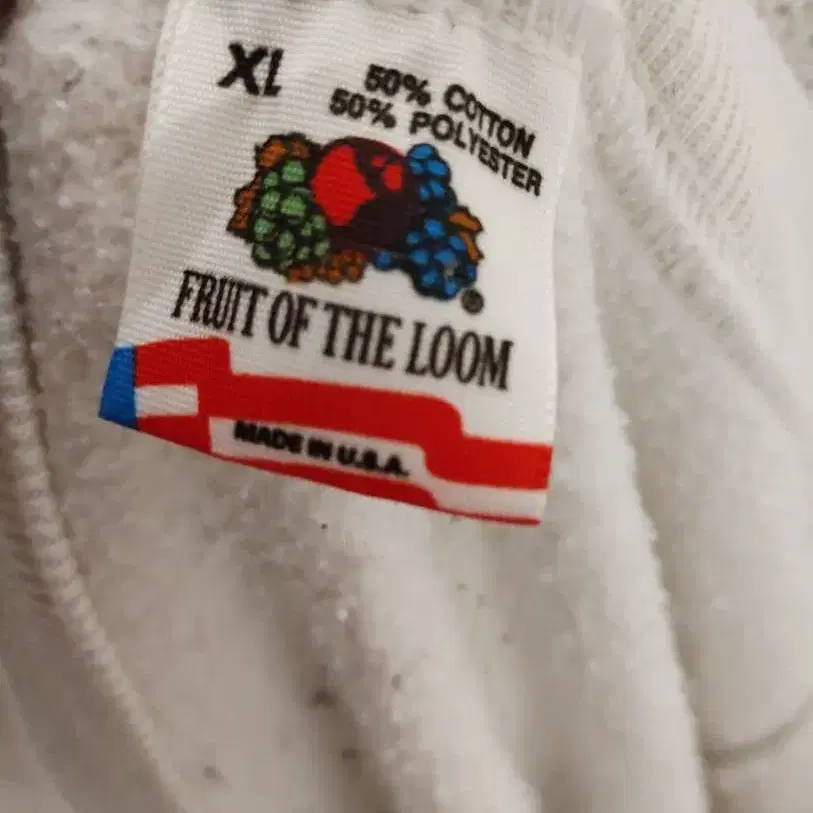 XL
50% COTTON
50% POLYESTER
FRUIT OF THE LOOM
®
MADE IN U.S.A.